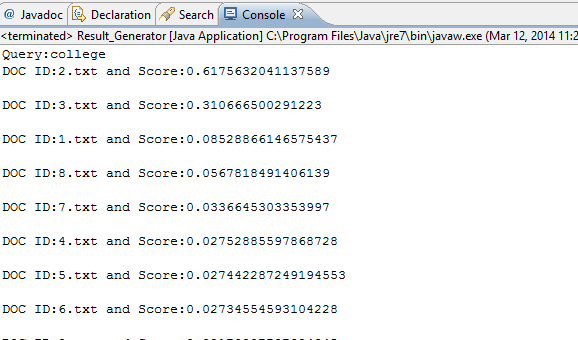 @ Javadoc Declaration Search Console
<terminated> Result_Generator [Java Application] C:\Program Files\Java\jre7\bin\javaw.exe (Mar 12, 2014 11:2
Query:college
DOC ID:2.txt and Score:0.6175632041137589
DOC ID:3.txt and Score:0.310666500291223
DOC ID:1.txt and Score:0.08528866146575437
DOC ID:8.txt and Score:0.0567818491406139
DOC ID:7.txt and Score:0.0336645303353997
DOC ID:4.txt and Score:0.02752885597868728
DOC ID:5.txt and Score:0.027442287249194553
DOC ID:6.txt and Score:0.02734554593104228